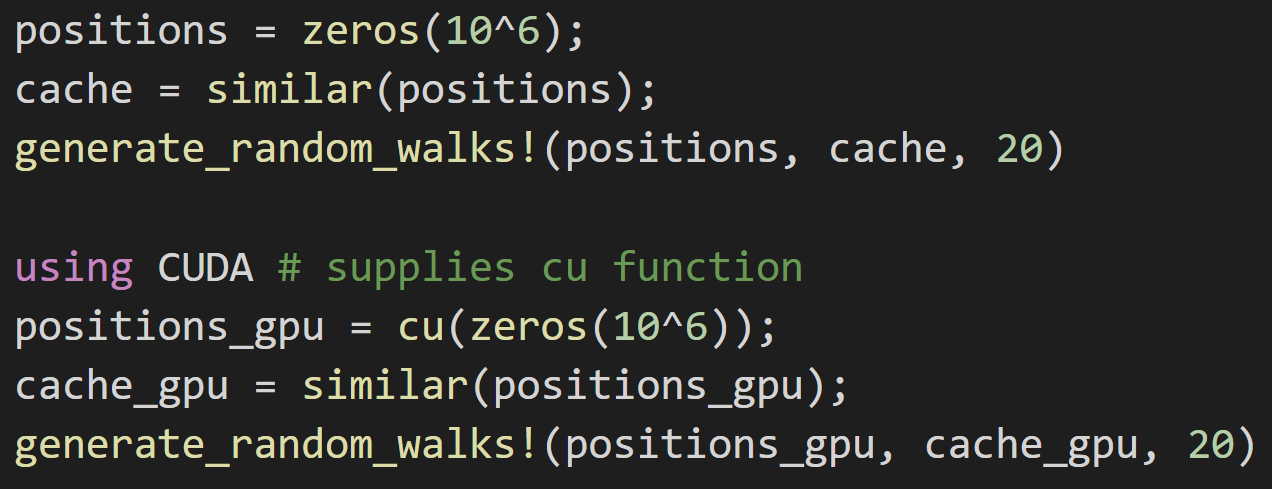 positions = zeros(10^6);
cache = similar(positions);
generate_random_walks!(positions, cache, 20)
using CUDA # supplies cu function
positions_gpu = cu(zeros(10^6));
cache_gpu = similar(positions_gpu);
generate_random_walks!(positions_gpu, cache_gpu, 20)